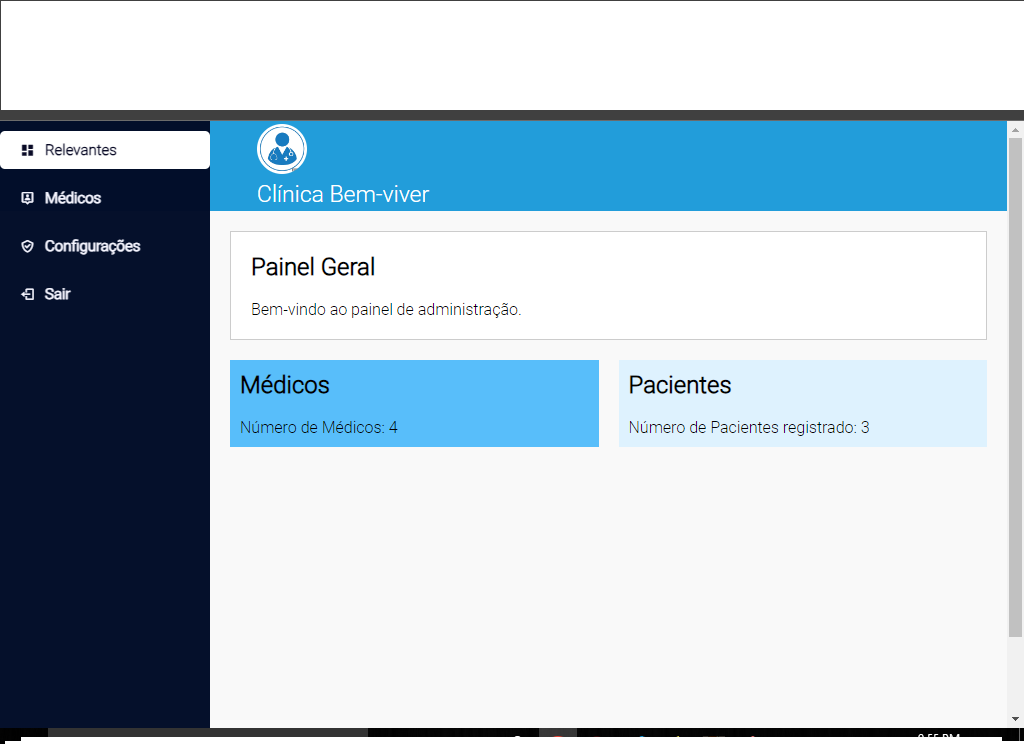 Relevantes
Médicos
Configurações
Sair
Clínica Bem-viver
Painel Geral
Bem-vindo ao painel de administração.
Médicos
Número de Médicos: 4
Pacientes
Número de Pacientes registrado: 3